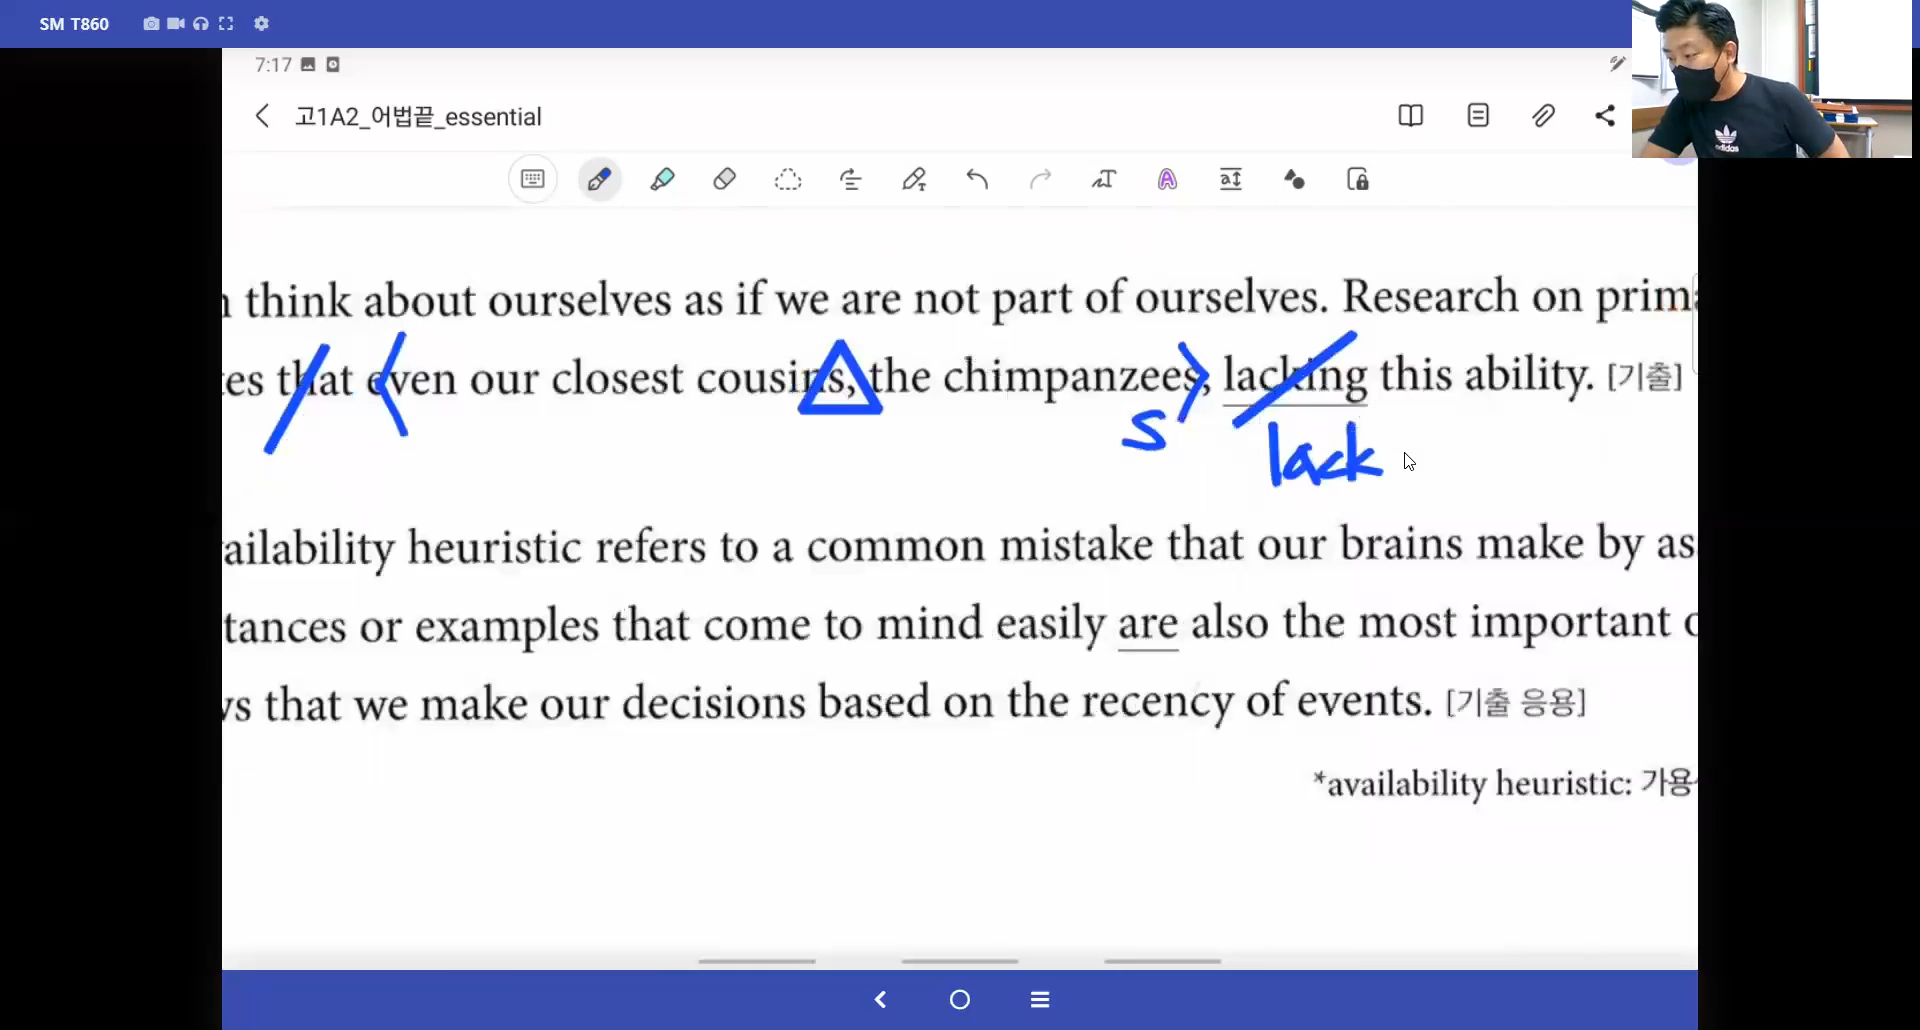 SM T860
7:17
고1A2_어법끝_essential
think about ourselves as if we are not part of ourselves. Research on prima
es that even our closest cousins, the chimpanzees, lacking this ability. [기출]
S
lack
ailability heuristic refers to a common mistake that our brains make by as
tances or examples that come to mind easily are also the most important
that we make our decisions based on the recency of events. [기출 응용]
*availability heuristic: 가용
adidas